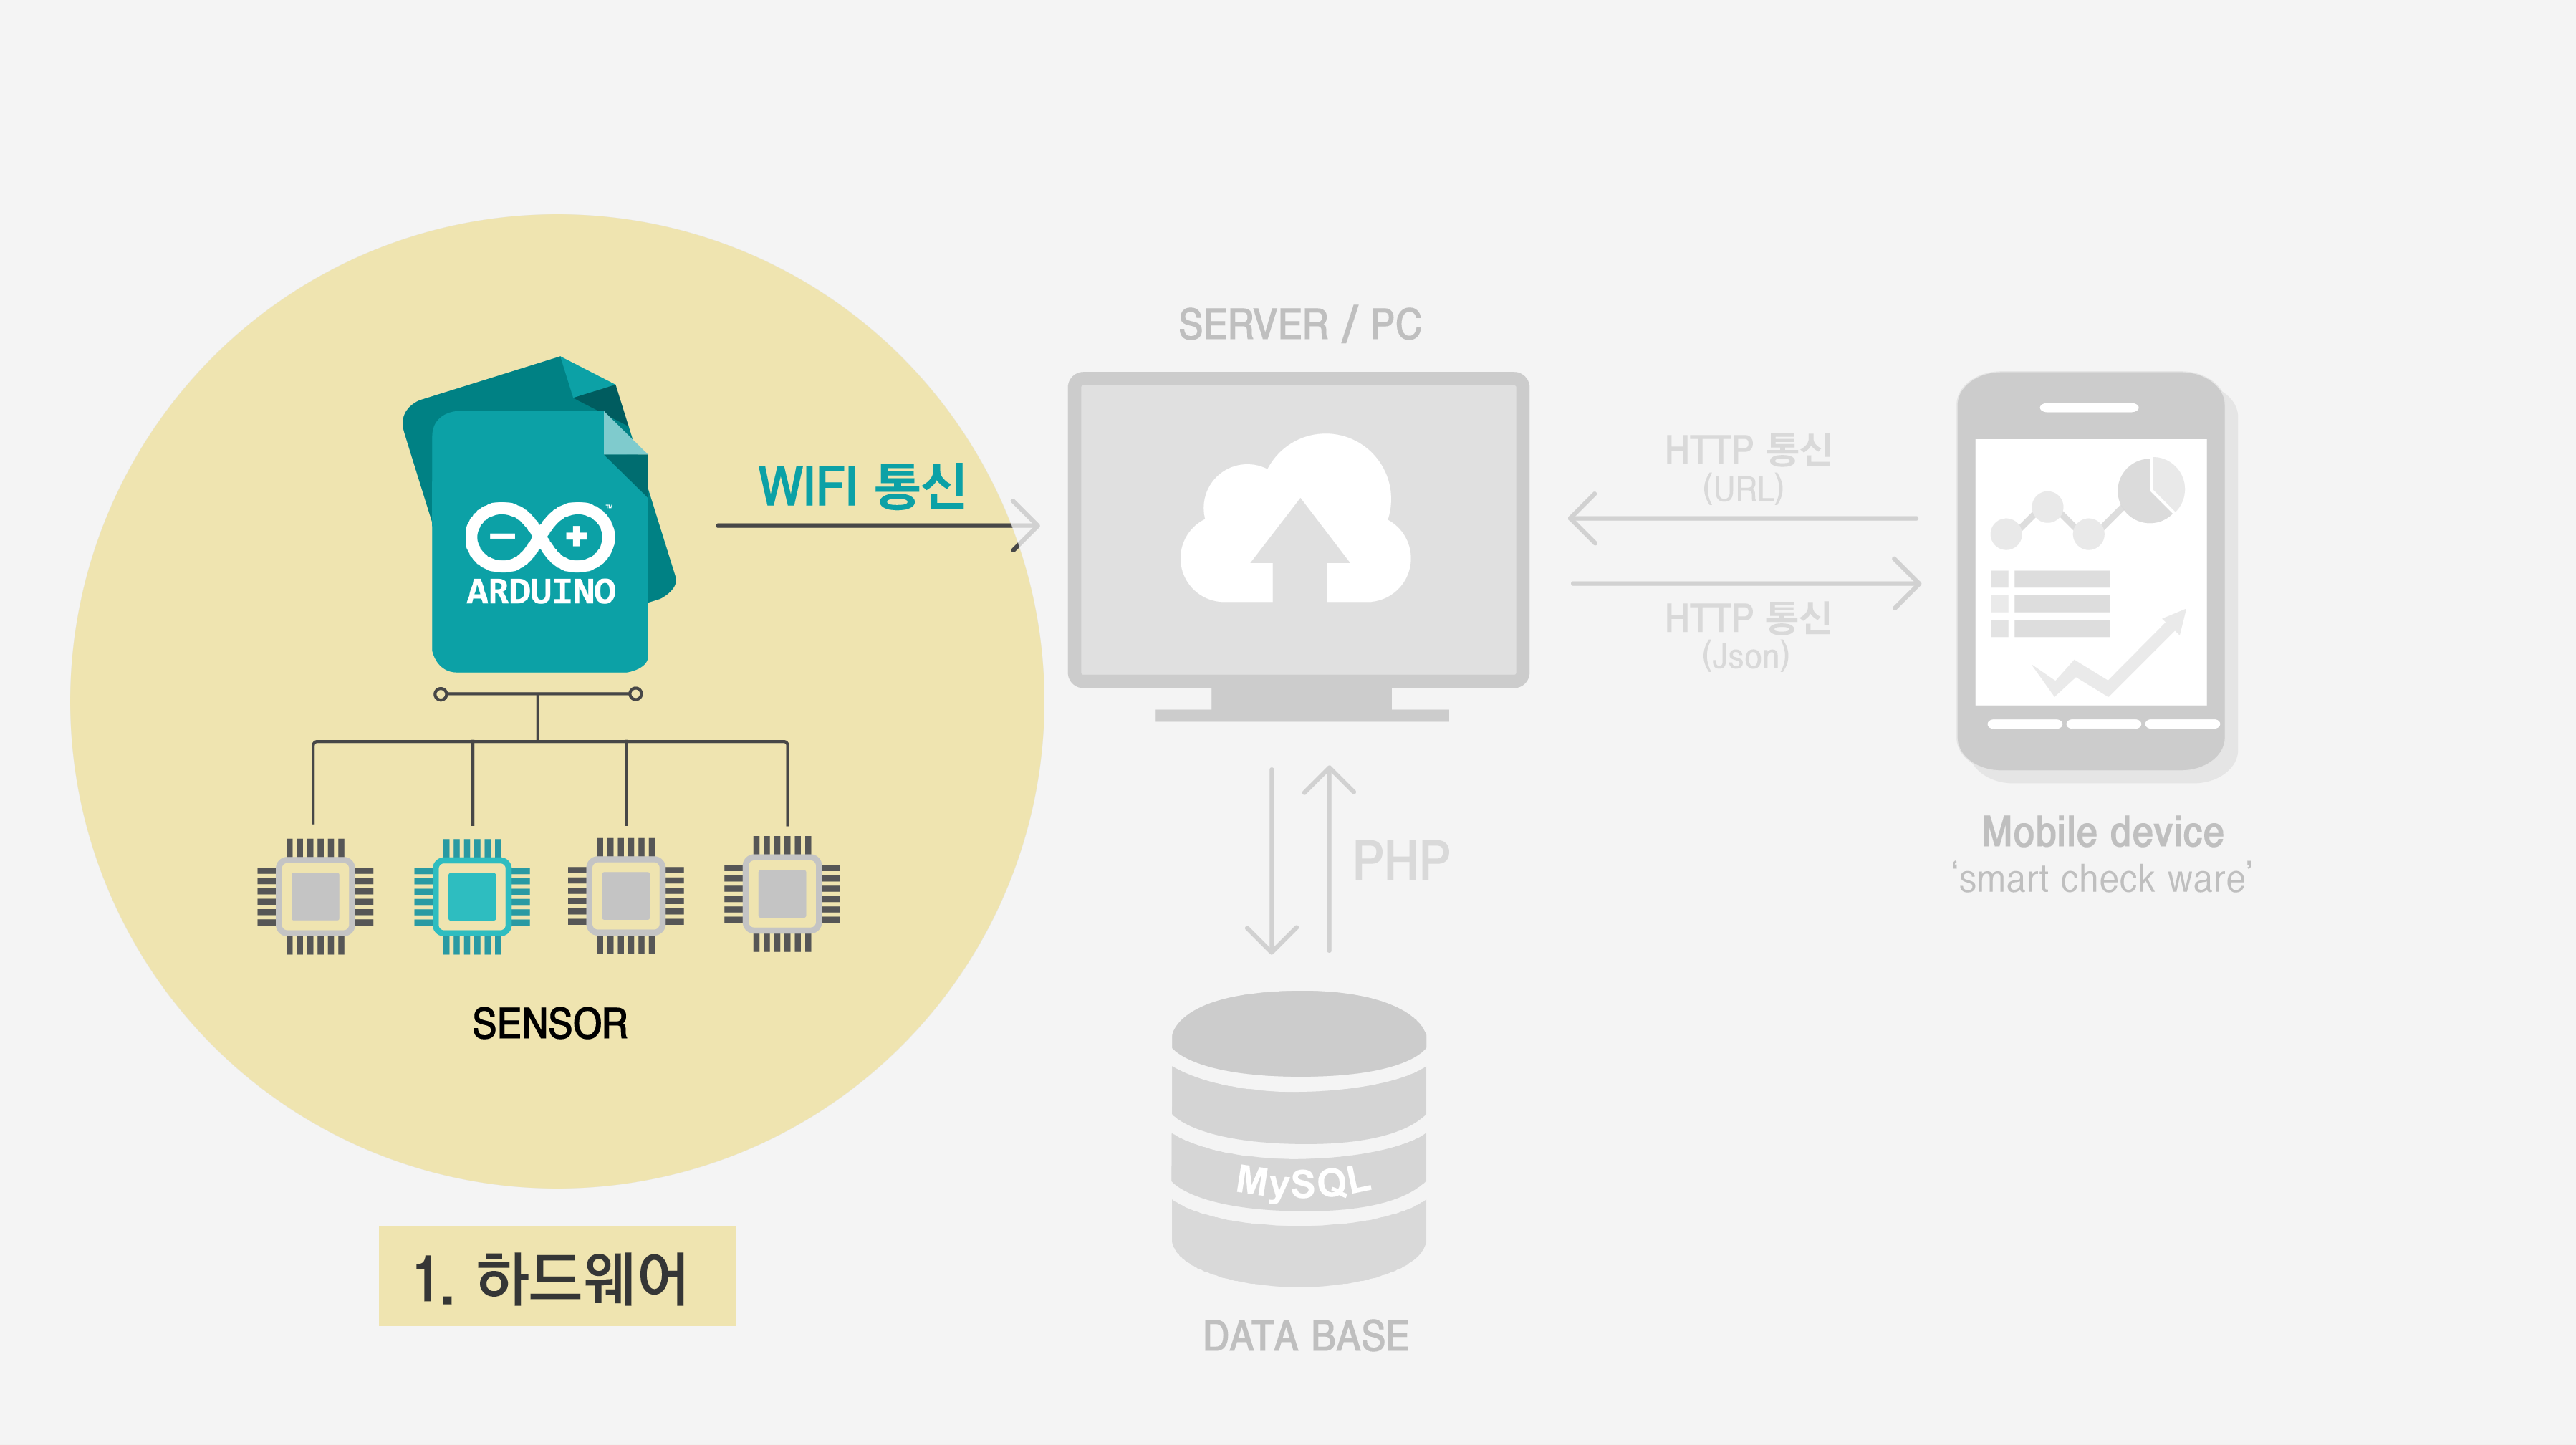 SERVER / PC
WIFI 통신
HTTP 통신
(URL)
HTTP 통신
(Json)
ARDUINO
™
SENSOR
PHP
Mobile device
‘smart check ware’
MySQL
DATA BASE
1. 하드웨어